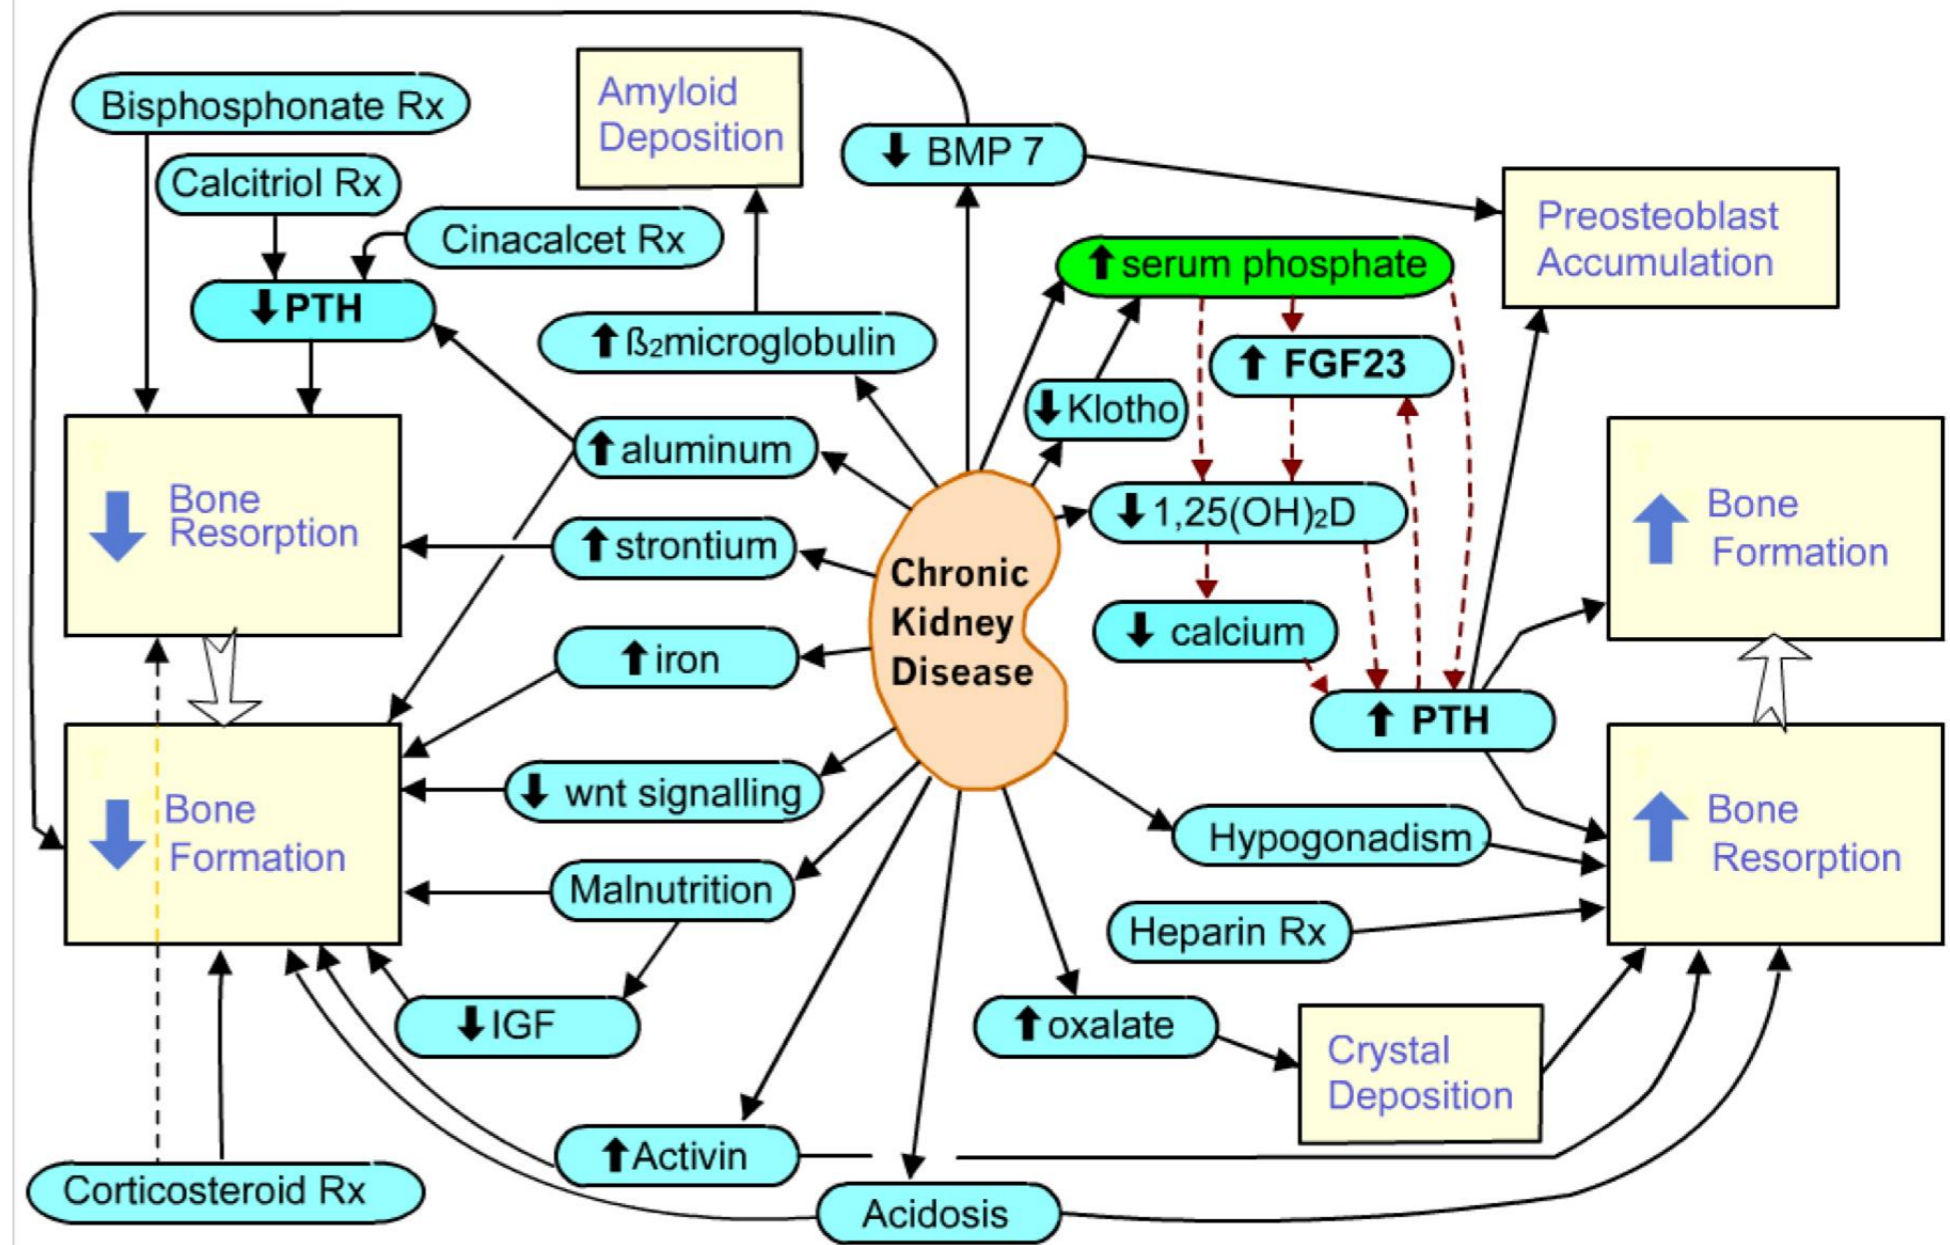 Bisphosphonate Rx
Calcitriol Rx
Cinacalcet Rx
⬇PTH
Amyloid
Deposition
⬇ BMP 7
⬆serum phosphate
Preosteoblast
Accumulation
⬆ß₂microglobulin
⬇Klotho
⬆ FGF23
⬆aluminum
⬇1,25(OH)₂D
⬇ Bone
Resorption
⬆strontium
⬆ Bone
Formation
Chronic
Kidney
Disease
⬇ calcium
⬆iron
⬆ PTH
⬇ wnt signalling
⬇ Bone
Formation
Hypogonadism
⬆ Bone
Resorption
Malnutrition
Heparin Rx
⬇IGF
⬆oxalate
Crystal
Deposition
⬆Activin
Corticosteroid Rx
Acidosis